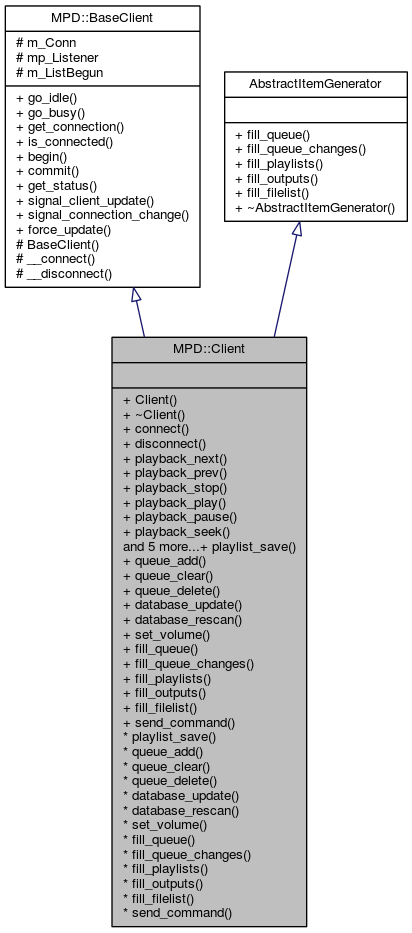 MPD::BaseClient
# m_Conn
# mp_Listener
# m_ListBegun
+ go_idle()
+ go_busy()
+ get_connection()
+ is_connected()
+ begin()
+ commit()
+ get_status()
+ signal_client_update()
+ signal_connection_change()
+ force_update()
# BaseClient()
# __connect()
# __disconnect()
AbstractItemGenerator
+ fill_queue()
+ fill_queue_changes()
+ fill_playlists()
+ fill_outputs()
+ fill_filelist()
+ ~AbstractItemGenerator()
MPD::Client
+ Client()
+ ~Client()
+ connect()
+ disconnect()
+ playback_next()
+ playback_prev()
+ playback_stop()
+ playback_play()
+ playback_pause()
+ playback_seek()
and 5 more...+ playlist_save()
+ queue_add()
+ queue_clear()
+ queue_delete()
+ database_update()
+ database_rescan()
+ set_volume()
+ fill_queue()
+ fill_queue_changes()
+ fill_playlists()
+ fill_outputs()
+ fill_filelist()
+ send_command()
* playlist_save()
* queue_add()
* queue_clear()
* queue_delete()
* database_update()
* database_rescan()
* set_volume()
* fill_queue()
* fill_queue_changes()
* fill_playlists()
* fill_outputs()
* fill_filelist()
* send_command()